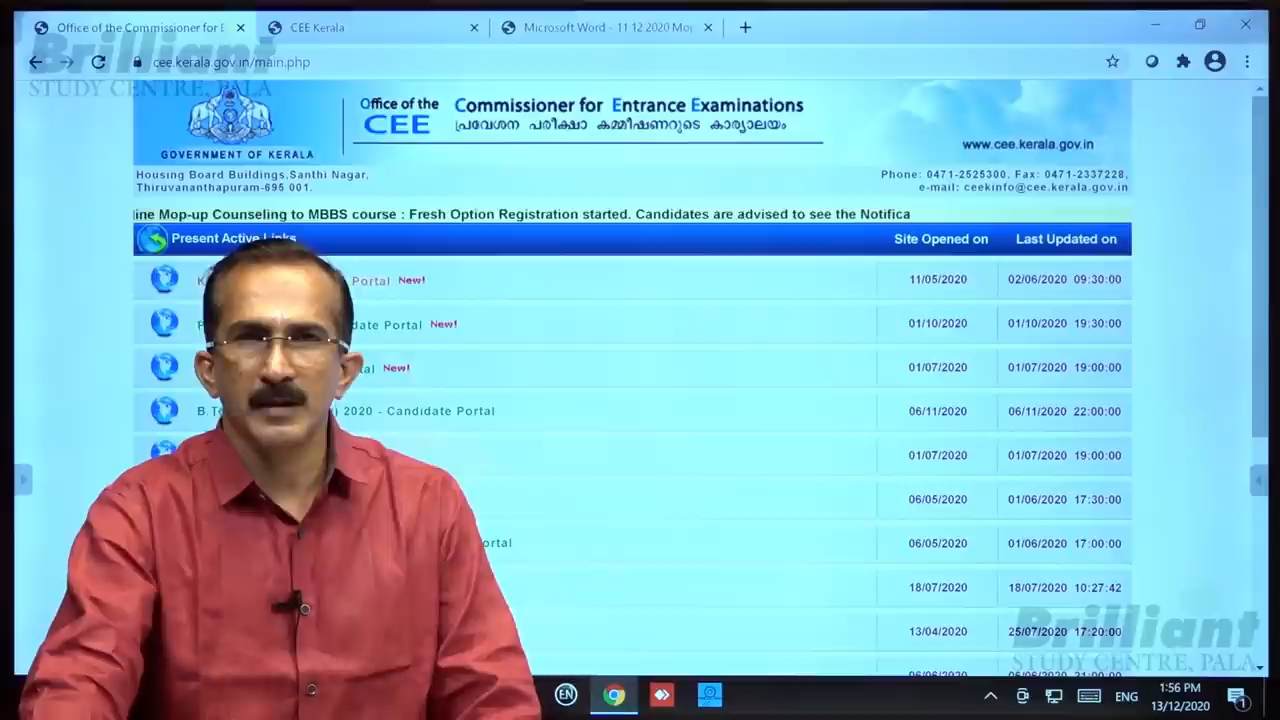 Office of the Commissioner for E
CEE Kerala
Microsoft Word - 11 12 2020 Mo
cee.kerala.gov.in/main.php
Brilliant
STUDY CENTRE, PALA
GOVERNMENT OF KERALA
Office of the
CEE
Commissioner for Entrance Examinations
പ്രവേശന പരീക്ഷാ കമ്മീഷണറുടെ കാര്യാലയം
www.cee.kerala.gov.in
Housing Board Buildings,Santhi Nagar,
Thiruvananthapuram-695 001.
Phone: 0471-2525300, Fax: 0471-2337228,
e-mail: ceekinfo@cee.kerala.gov.in
ine Mop-up Counseling to MBBS course : Fresh Option Registration started. Candidates are advised to see the Notifica
Present Active Links Site Opened on Last Updated on
Portal New! 11/05/2020 02/06/2020 09:30:00
date Portal New! 01/10/2020 01/10/2020 19:30:00
tal New! 01/07/2020 01/07/2020 19:00:00
B.Te 2020 - Candidate Portal 06/11/2020 06/11/2020 22:00:00
01/07/2020 01/07/2020 19:00:00
06/05/2020 01/06/2020 17:30:00
ortal 06/05/2020 01/06/2020 17:00:00
18/07/2020 18/07/2020 10:27:42
13/04/2020 25/07/2020 17:20:00
Brilliant
STUDY CENTRE, PALA
EN
ENG
1:56 PM
13/12/2020
1